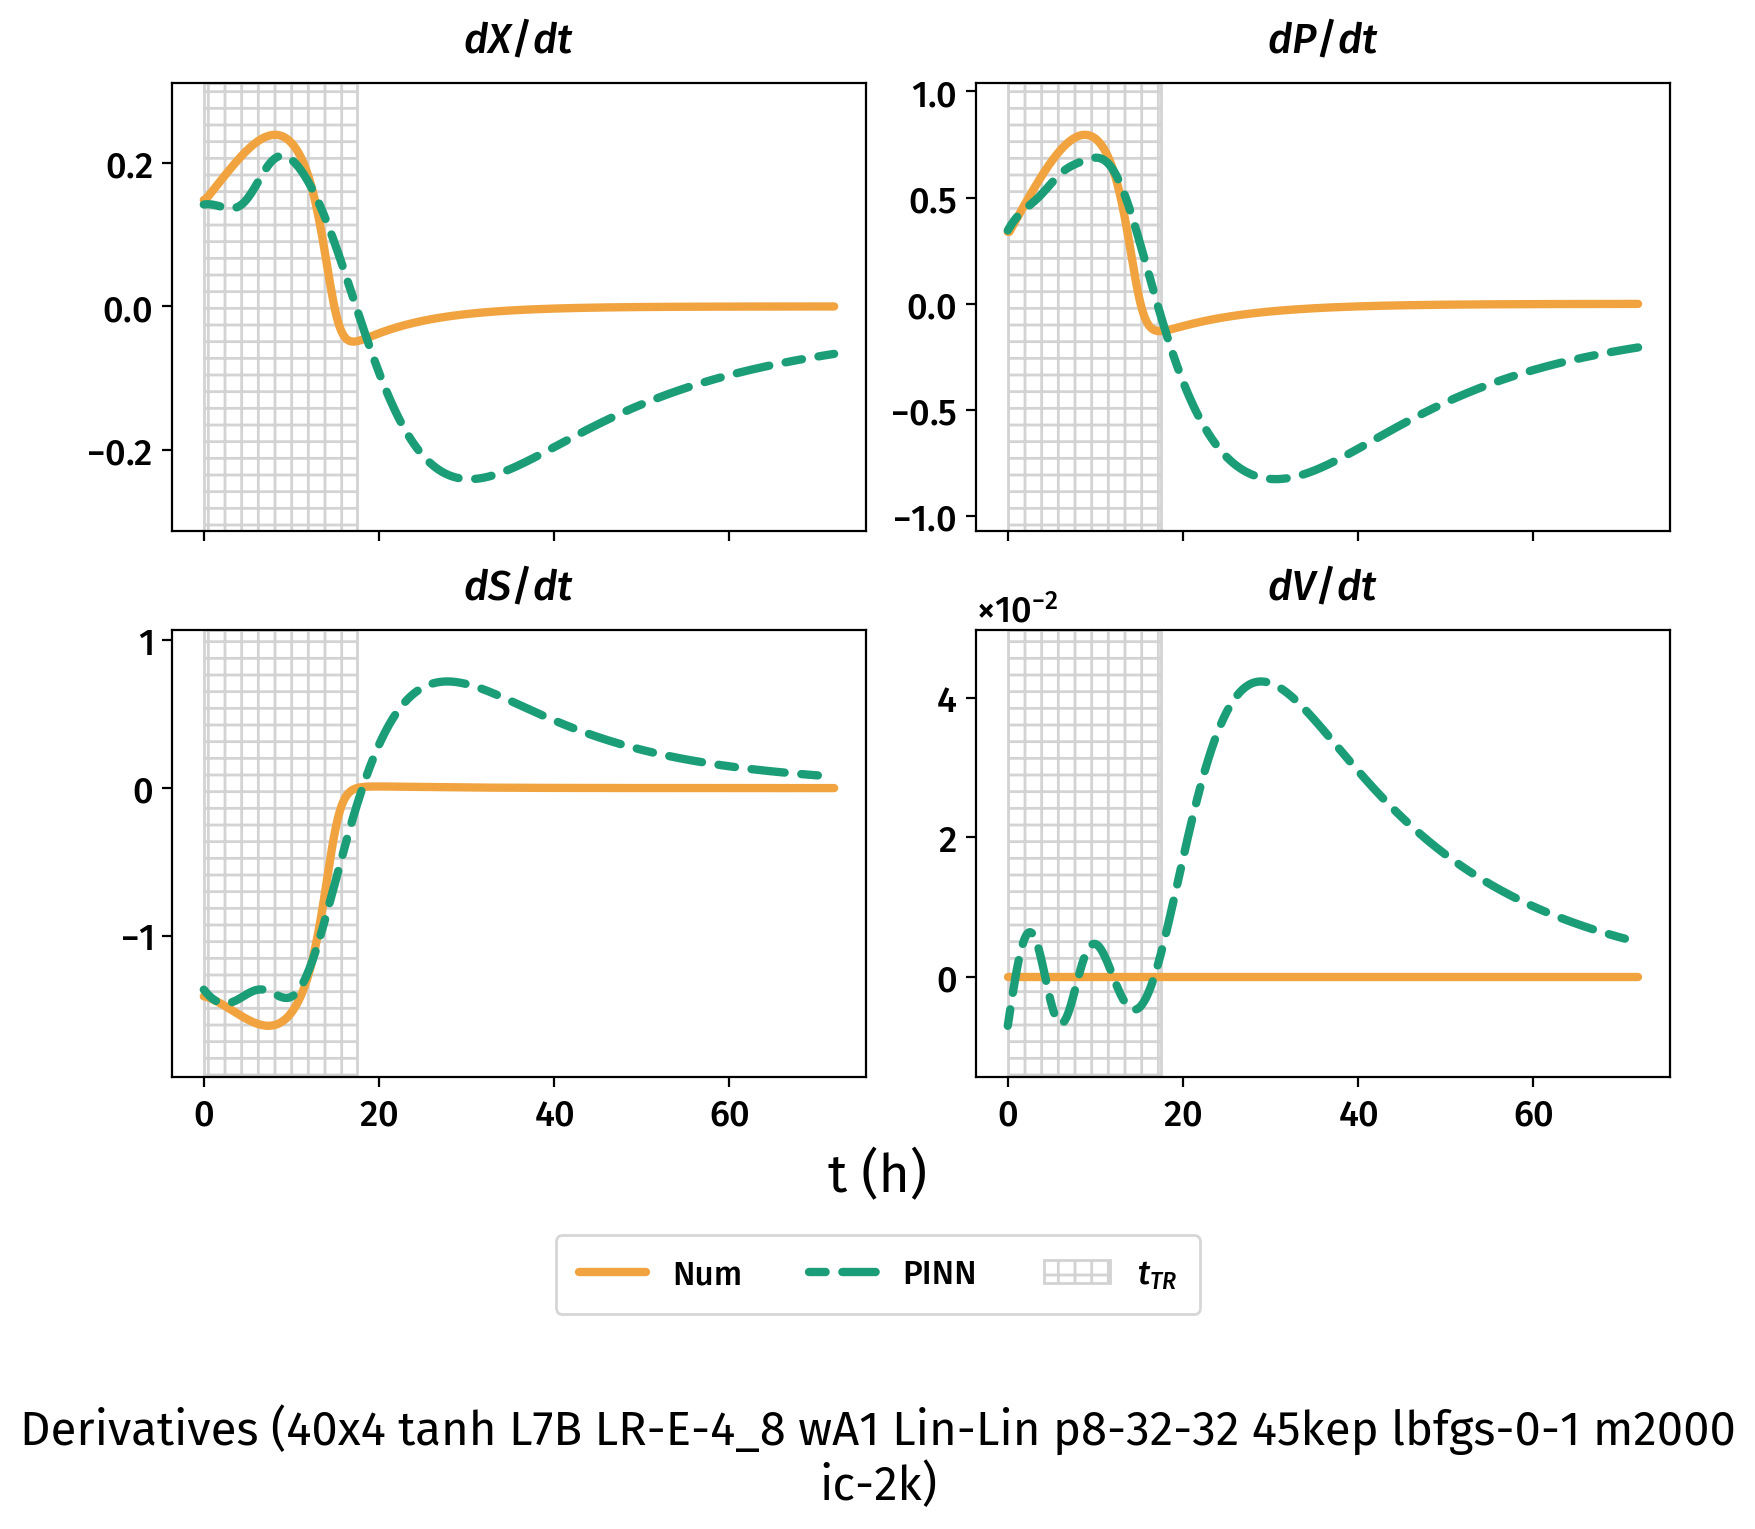 dX/dt
dP/dt
0.2
0.0
−0.2
1.0
0.5
0.0
−0.5
−1.0
dS/dt
dV/dt
×10−2
1
0
−1
4
2
0
0 20 40 60
0 20 40 60
t (h)
Num PINN tTR
Derivatives (40x4 tanh L7B LR-E-4_8 wA1 Lin-Lin p8-32-32 45kep lbfgs-0-1 m2000
ic-2k)